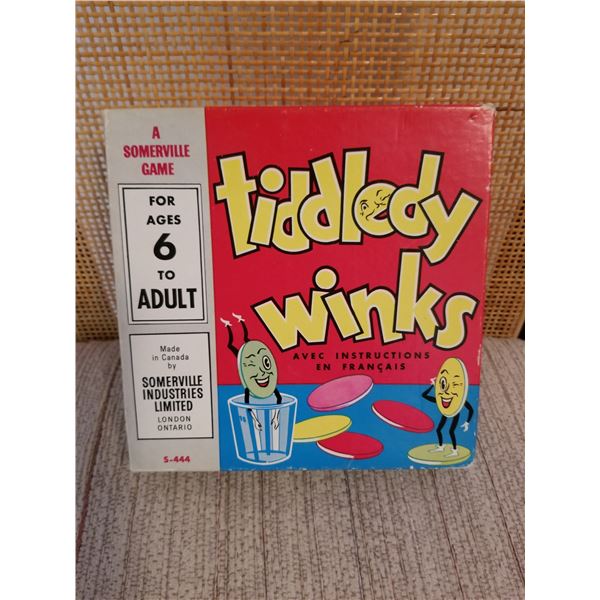 A
SOMERVILLE
GAME
FOR
AGES
6
TO
ADULT
Made
in Canada
by
SOMERVILLE
INDUSTRIES
LIMITED
LONDON
ONTARIO
S-444
tiddledy
winks
AVEC INSTRUCTIONS
EN FRANÇAIS